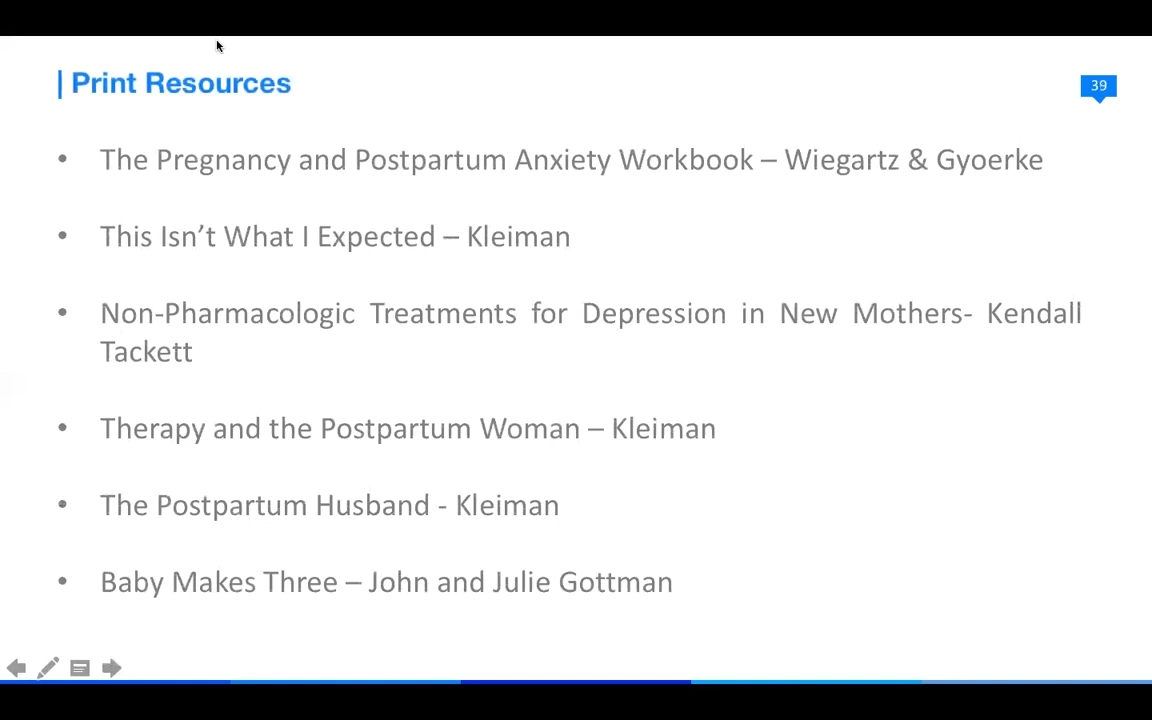 | Print Resources
39
• The Pregnancy and Postpartum Anxiety Workbook – Wiegartz & Gyoerke
• This Isn’t What I Expected – Kleiman
• Non-Pharmacologic Treatments for Depression in New Mothers- Kendall
Tackett
• Therapy and the Postpartum Woman – Kleiman
• The Postpartum Husband - Kleiman
• Baby Makes Three – John and Julie Gottman